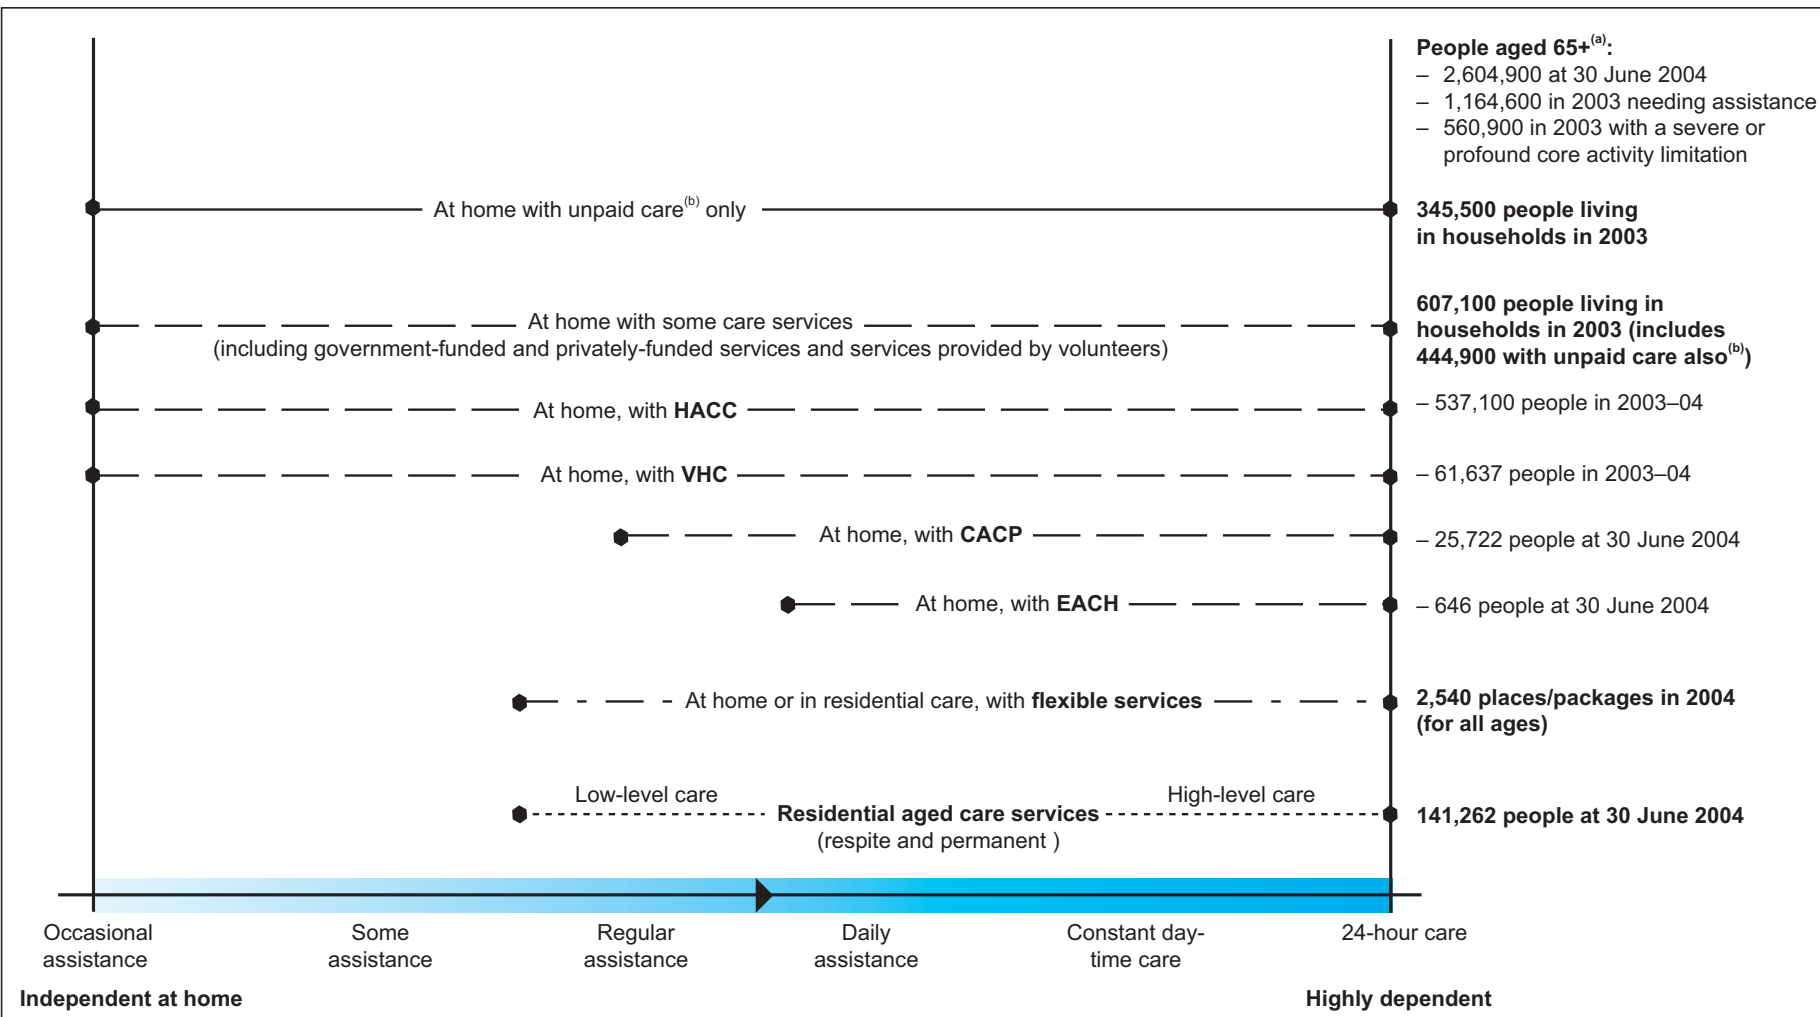 People aged 65+(a):
– 2,604,900 at 30 June 2004
– 1,164,600 in 2003 needing assistance
– 560,900 in 2003 with a severe or
profound core activity limitation
At home with unpaid care(b) only
345,500 people living
in households in 2003
At home with some care services
(including government-funded and privately-funded services and services provided by volunteers)
607,100 people living in
households in 2003 (includes
444,900 with unpaid care also(b))
At home, with HACC
– 537,100 people in 2003–04
At home, with VHC
– 61,637 people in 2003–04
At home, with CACP
– 25,722 people at 30 June 2004
At home, with EACH
– 646 people at 30 June 2004
At home or in residential care, with flexible services
2,540 places/packages in 2004
(for all ages)
Low-level care
High-level care
Residential aged care services
(respite and permanent )
141,262 people at 30 June 2004
Occasional
assistance
Some
assistance
Regular
assistance
Daily
assistance
Constant day-
time care
24-hour care
Independent at home
Highly dependent